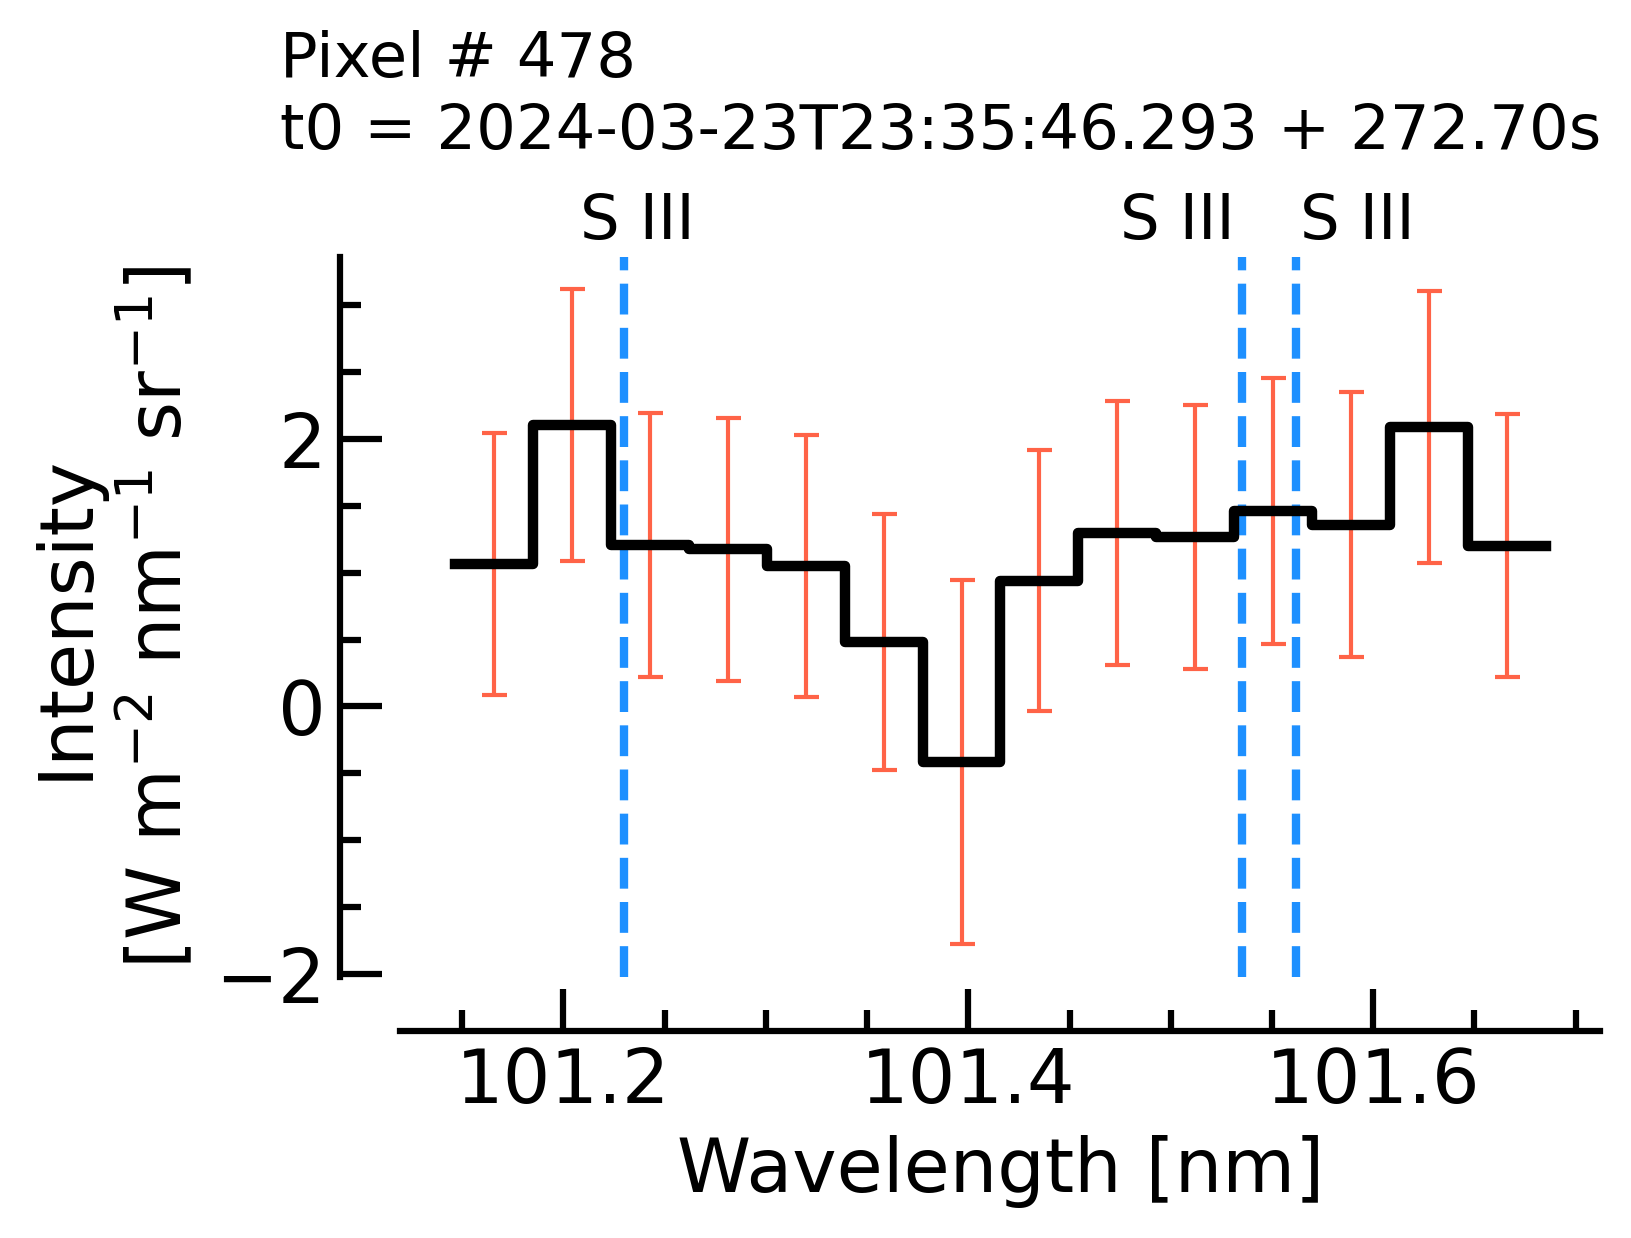 Pixel # 478
t0 = 2024-03-23T23:35:46.293 + 272.70s
S III S III S III
Intensity
[W m⁻² nm⁻¹ sr⁻¹]
2
0
−2
101.2 101.4 101.6
Wavelength [nm]